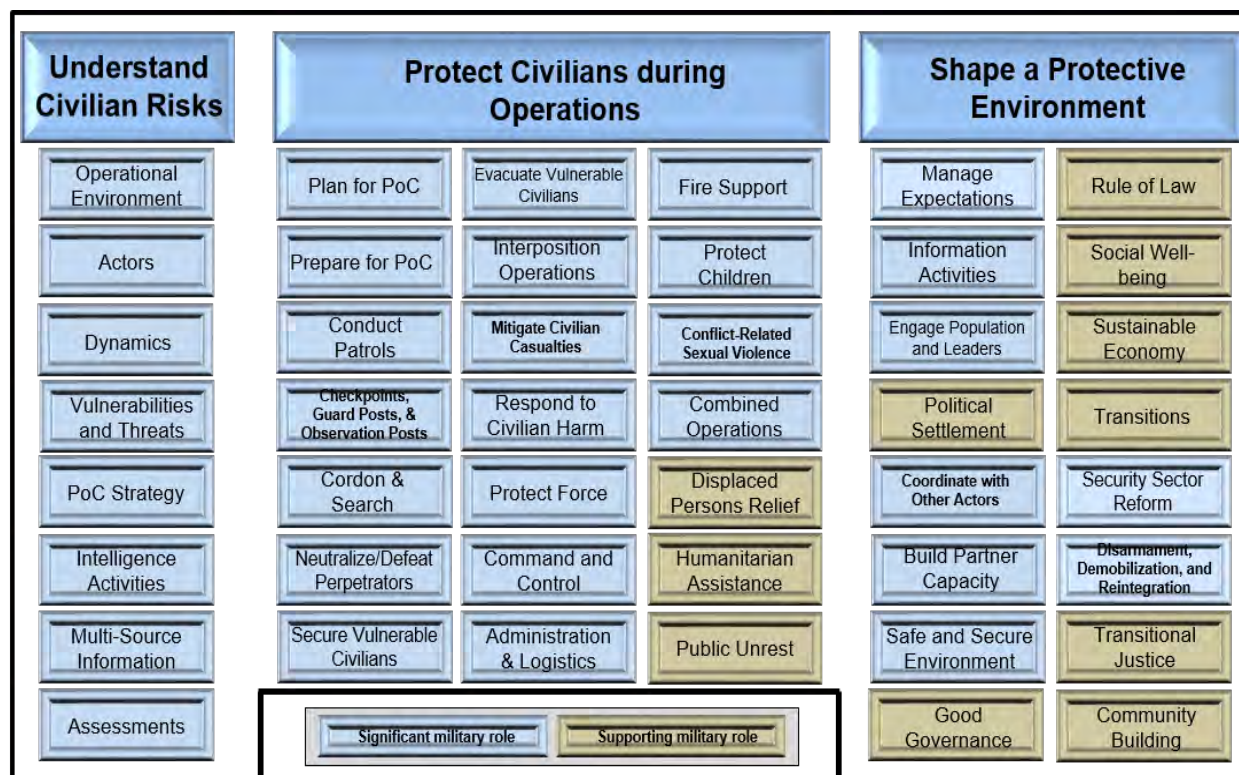 Understand
Civilian Risks
Operational
Environment
Actors
Dynamics
Vulnerabilities
and Threats
PoC Strategy
Intelligence
Activities
Multi-Source
Information
Assessments
Protect Civilians during
Operations
Plan for PoC
Prepare for PoC
Conduct
Patrols
Checkpoints,
Guard Posts, &
Observation Posts
Cordon &
Search
Neutralize/Defeat
Perpetrators
Secure Vulnerable
Civilians
Evacuate Vulnerable
Civilians
Interposition
Operations
Mitigate Civilian
Casualties
Respond to
Civilian Harm
Protect Force
Command and
Control
Administration
& Logistics
Fire Support
Protect
Children
Conflict-Related
Sexual Violence
Combined
Operations
Displaced
Persons Relief
Humanitarian
Assistance
Public Unrest
Shape a Protective
Environment
Manage
Expectations
Information
Activities
Engage Population
and Leaders
Political
Settlement
Coordinate with
Other Actors
Build Partner
Capacity
Safe and Secure
Environment
Good
Governance
Rule of Law
Social Well-
being
Sustainable
Economy
Transitions
Security Sector
Reform
Disarmament,
Demobilization, and
Reintegration
Transitional
Justice
Community
Building
Significant military role
Supporting military role